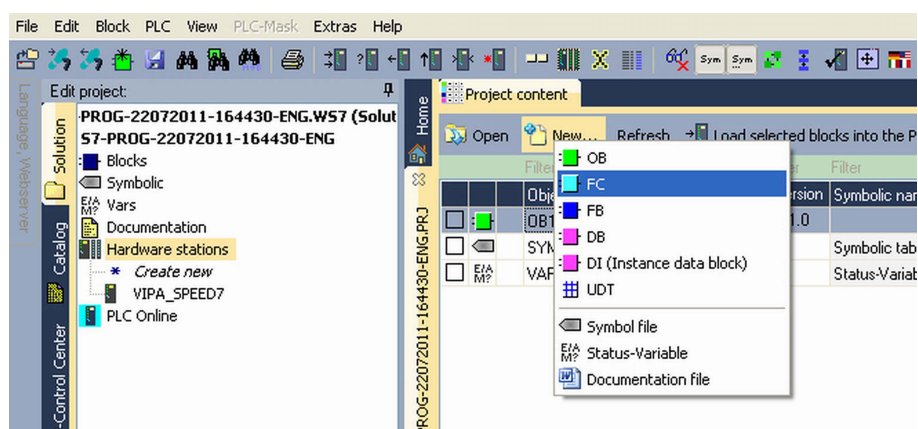 File Edit Block PLC View PLC-Mask Extras Help
Sym Sym
Language, Webserver
Solution
Catalog
-Control Center
Edit project:
-PROG-22072011-164430-ENG.WS7 (Solut
S7-PROG-22072011-164430-ENG
Blocks
Symbolic
E/A M? Vars
Documentation
Hardware stations
* Create new
VIPA_SPEED7
PLC Online
Home
PROG-22072011-164430-ENG.PRJ
Project content
Open New... Refresh Load selected blocks into the P
Filter er Filter
Obje rsion Symbolic nam
OB1 1.0
SYM Symbolic tab
E/A M? VAR Status-Variab
OB
FC
FB
DB
DI (Instance data block)
UDT
Symbol file
E/A M? Status-Variable
Documentation file